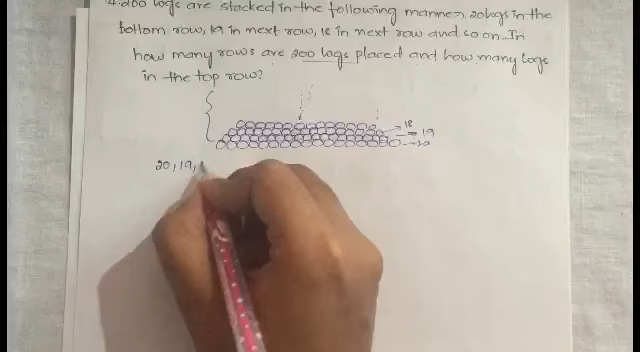 4. 200 logs are stacked in the following manner, 20 logs in the
bottom row, 19 in next row, 18 in next row and so on. In
how many rows are 200 logs placed and how many logs
in the top row?
18
19
20
20, 19, 1